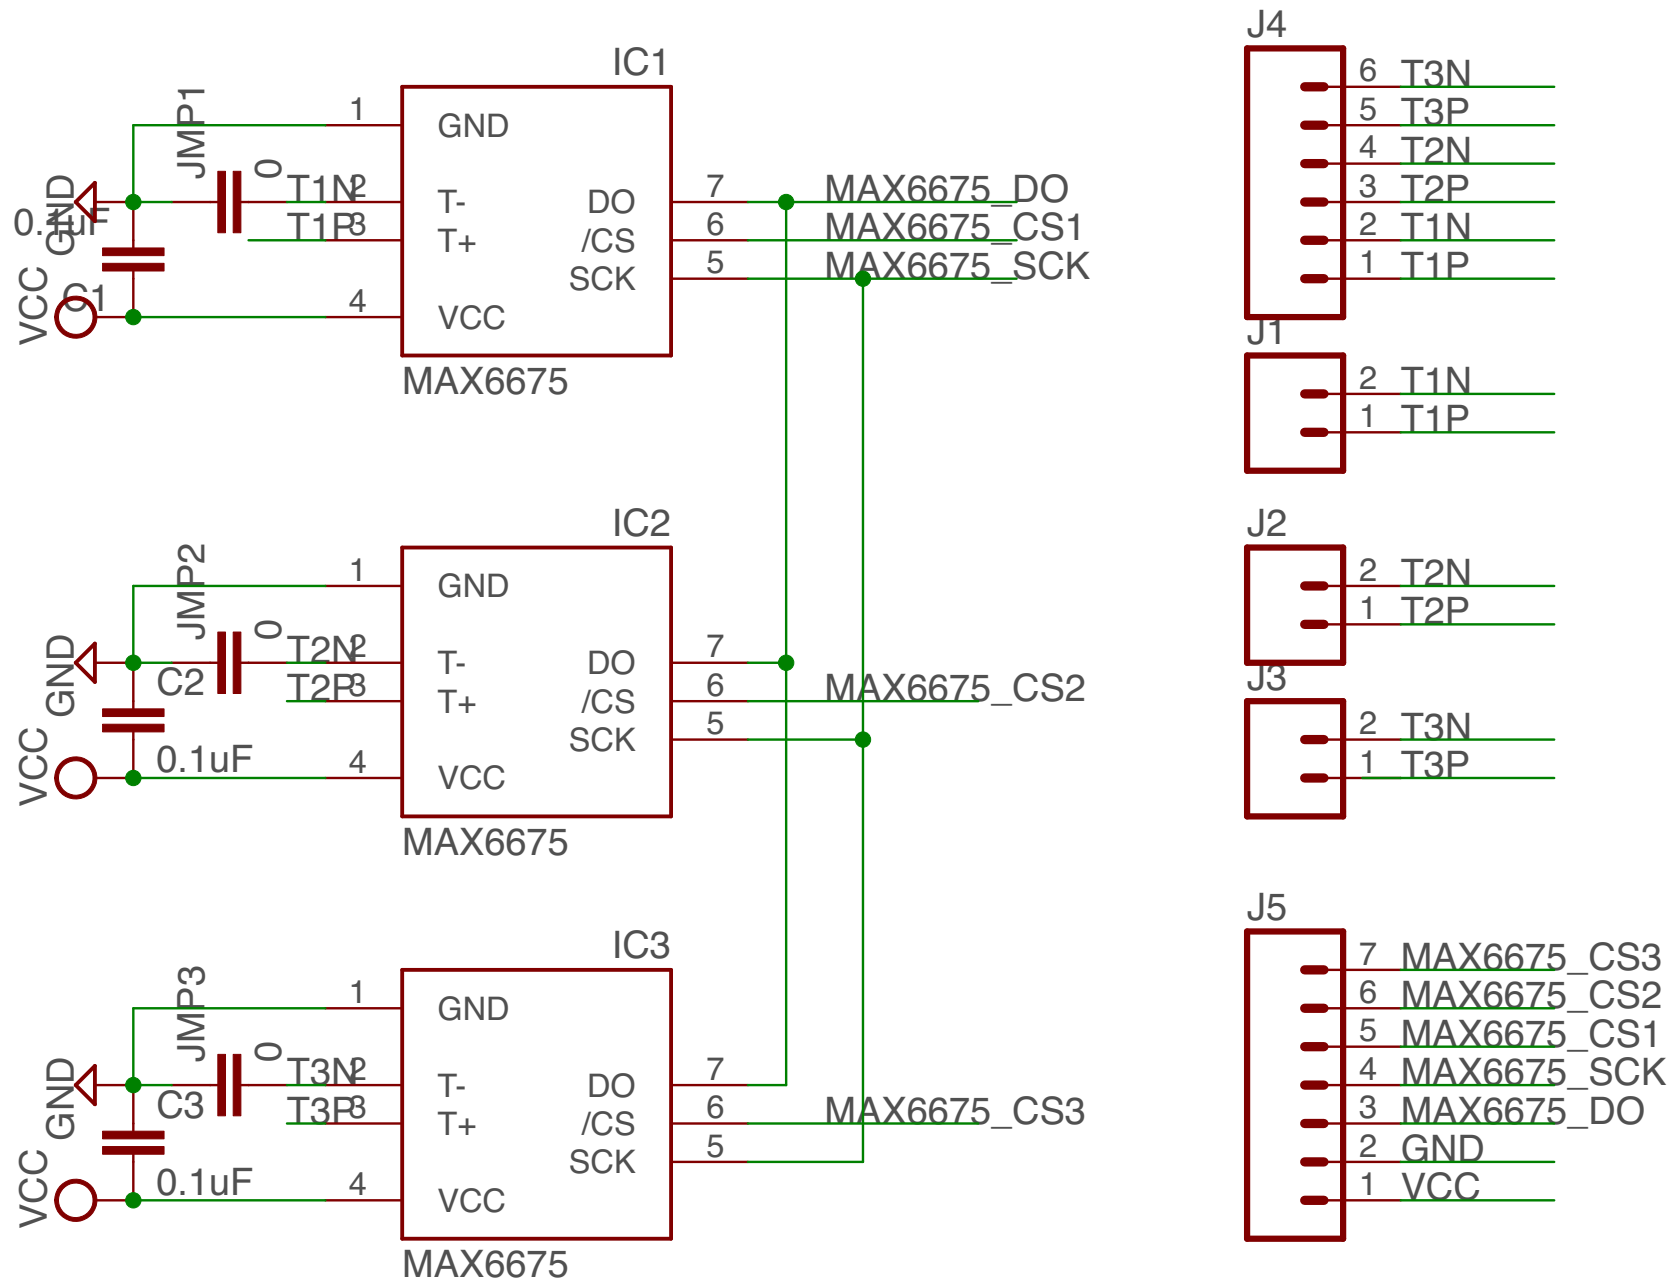 IC1
JMP1
1
GND
0
T1N
2
T-
DO
7
MAX6675_DO
GND
0.1uF
T1P
3
T+
/CS
6
MAX6675_CS1
SCK
5
MAX6675_SCK
C1
VCC
4
VCC
MAX6675
IC2
JMP2
1
GND
0
T2N
2
T-
DO
7
GND
C2
T2P
3
T+
/CS
6
MAX6675_CS2
SCK
5
VCC
0.1uF
4
VCC
MAX6675
IC3
JMP3
1
GND
0
T3N
2
T-
DO
7
GND
C3
T3P
3
T+
/CS
6
MAX6675_CS3
SCK
5
VCC
0.1uF
4
VCC
MAX6675
J4
6 T3N
5 T3P
4 T2N
3 T2P
2 T1N
1 T1P
J1
2 T1N
1 T1P
J2
2 T2N
1 T2P
J3
2 T3N
1 T3P
J5
7 MAX6675_CS3
6 MAX6675_CS2
5 MAX6675_CS1
4 MAX6675_SCK
3 MAX6675_DO
2 GND
1 VCC